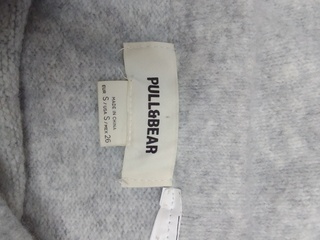 PULL&BEAR
MADE IN CHINA
EUR S / USA S / MEX 26